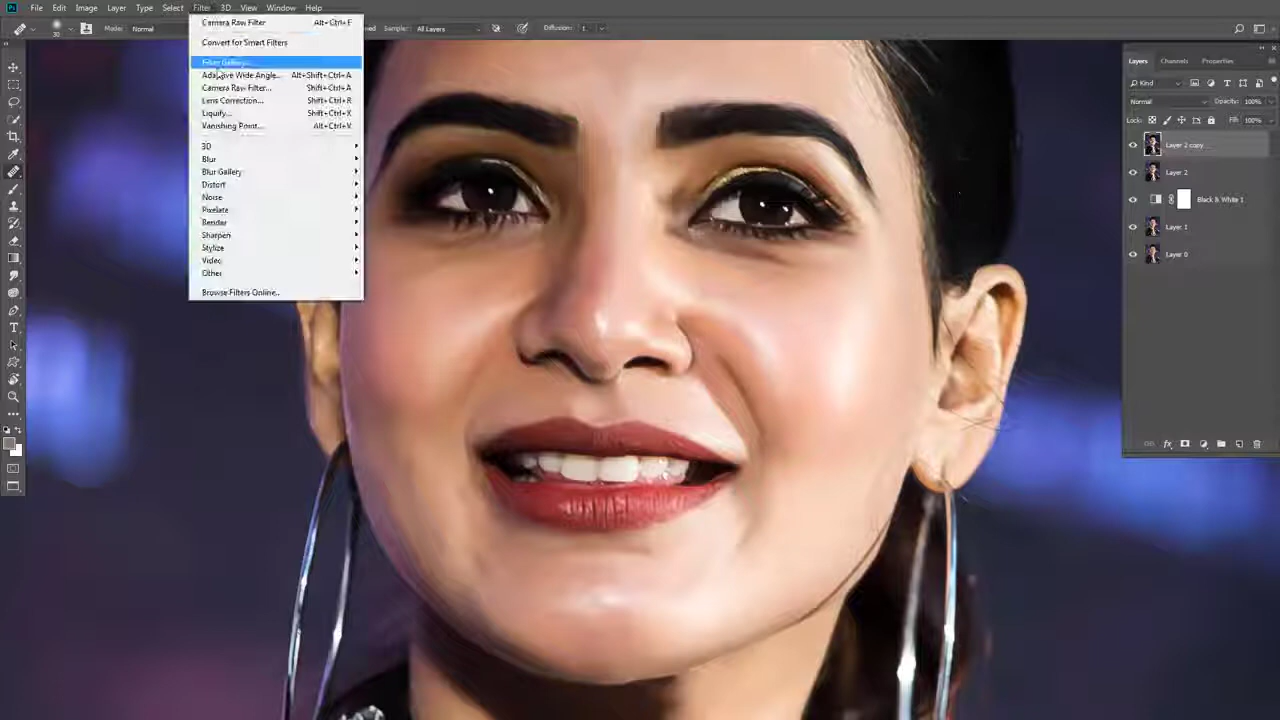 File Edit Image Layer Type Select Filter 3D View Window Help
30 Mode: Normal Sample: All Layers Diffusion: 1
Camera Raw Filter Alt+Ctrl+F
Convert for Smart Filters
Filter Gallery...
Adaptive Wide Angle... Alt+Shift+Ctrl+A
Camera Raw Filter... Shift+Ctrl+A
Lens Correction... Shift+Ctrl+R
Liquify... Shift+Ctrl+X
Vanishing Point... Alt+Ctrl+V
3D
Blur
Blur Gallery
Distort
Noise
Pixelate
Render
Sharpen
Stylize
Video
Other
Browse Filters Online...
Layers Channels Properties
Kind
Normal Opacity: 100%
Lock: Fill: 100%
Layer 2 copy
Layer 2
Black & White 1
Layer 1
Layer 0